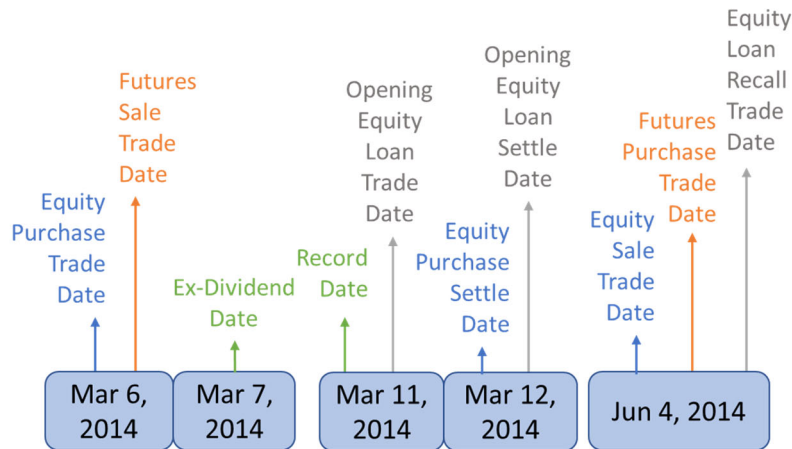 Equity
Purchase
Trade
Date
Futures
Sale
Trade
Date
Ex-Dividend
Date
Record
Date
Opening
Equity
Loan
Trade
Date
Equity
Purchase
Settle
Date
Opening
Equity
Loan
Settle
Date
Equity
Sale
Trade
Date
Futures
Purchase
Trade
Date
Equity
Loan
Recall
Trade
Date
Mar 6,
2014
Mar 7,
2014
Mar 11,
2014
Mar 12,
2014
Jun 4, 2014